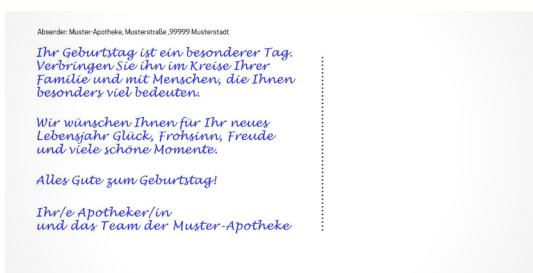 Absender: Muster-Apotheke, Musterstraße ,99999 Musterstadt
Ihr Geburtstag ist ein besonderer Tag.
Verbringen Sie ihn im Kreise Ihrer
Familie und mit Menschen, die Ihnen
besonders viel bedeuten.
Wir wünschen Ihnen für Ihr neues
Lebensjahr Glück, Frohsinn, Freude
und viele schöne Momente.
Alles Gute zum Geburtstag!
Ihr/e Apotheker/in
und das Team der Muster-Apotheke